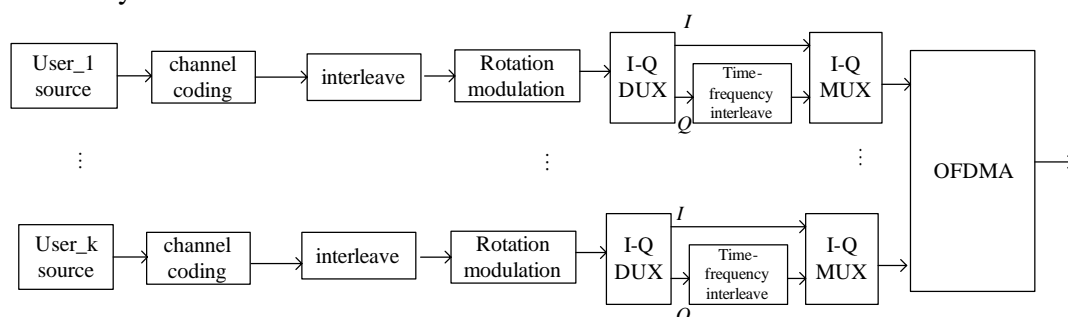 User_1
source
channel
coding
interleave
Rotation
modulation
I-Q
DUX
I
Q
Time-
frequency
interleave
I-Q
MUX
OFDMA
User_k
source
channel
coding
interleave
Rotation
modulation
I-Q
DUX
I
Q
Time-
frequency
interleave
I-Q
MUX